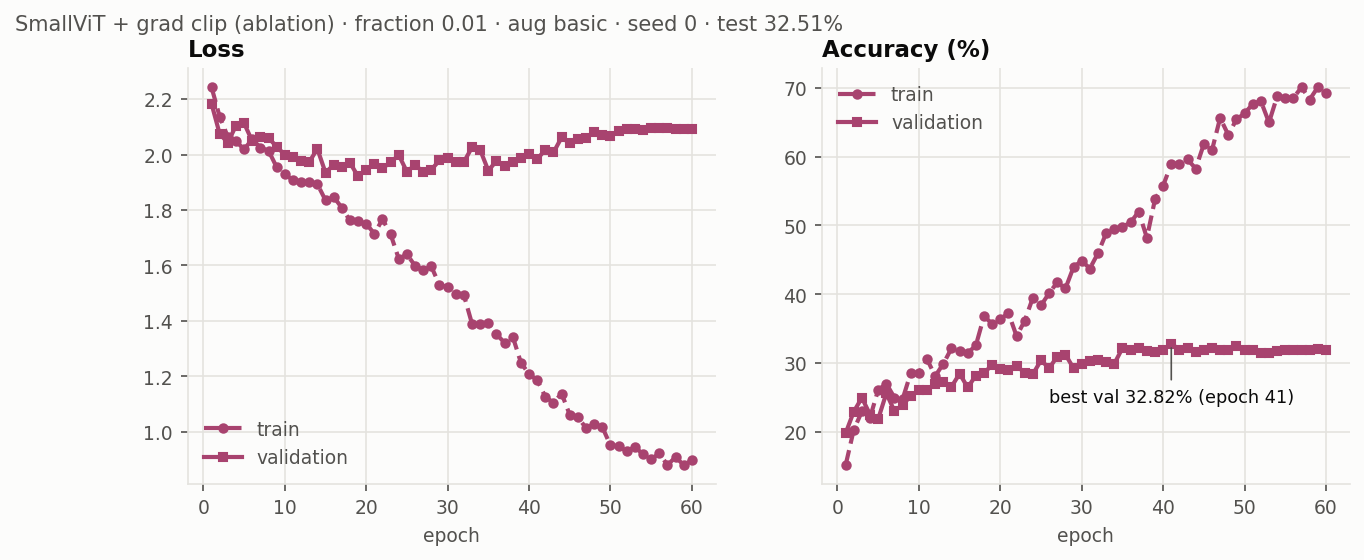 SmallViT + grad clip (ablation) · fraction 0.01 · aug basic · seed 0 · test 32.51%
Loss
2.2
2.0
1.8
1.6
1.4
1.2
1.0
train
validation
0 10 20 30 40 50 60
epoch
Accuracy (%)
70
60
50
40
30
20
train
validation
best val 32.82% (epoch 41)
0 10 20 30 40 50 60
epoch